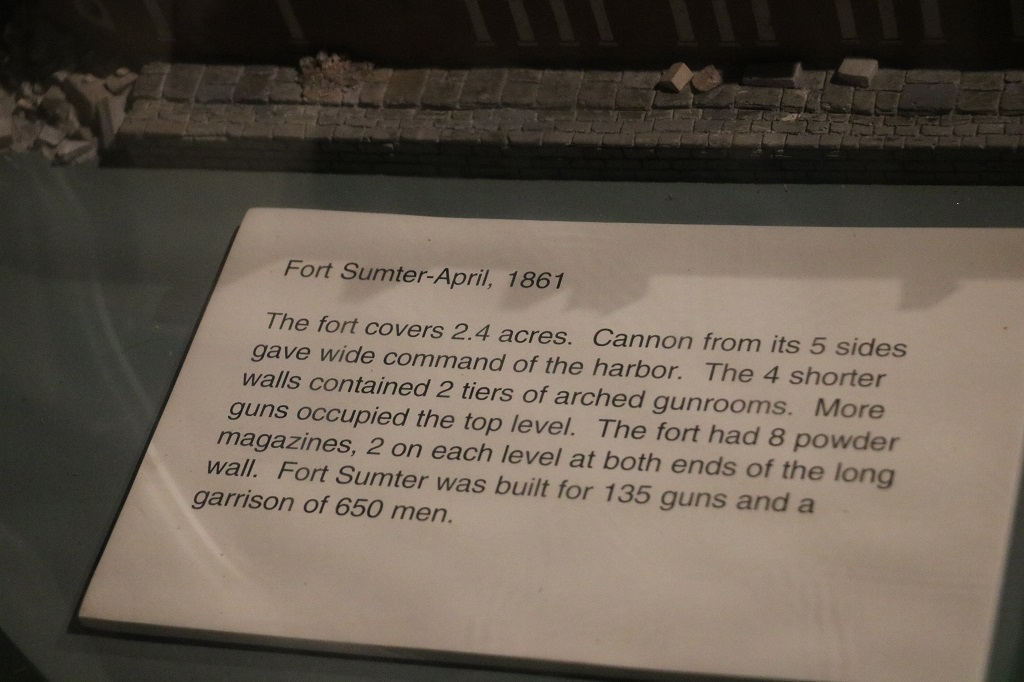 Fort Sumter-April, 1861
The fort covers 2.4 acres. Cannon from its 5 sides
gave wide command of the harbor. The 4 shorter
walls contained 2 tiers of arched gunrooms. More
guns occupied the top level. The fort had 8 powder
magazines, 2 on each level at both ends of the long
wall. Fort Sumter was built for 135 guns and a
garrison of 650 men.